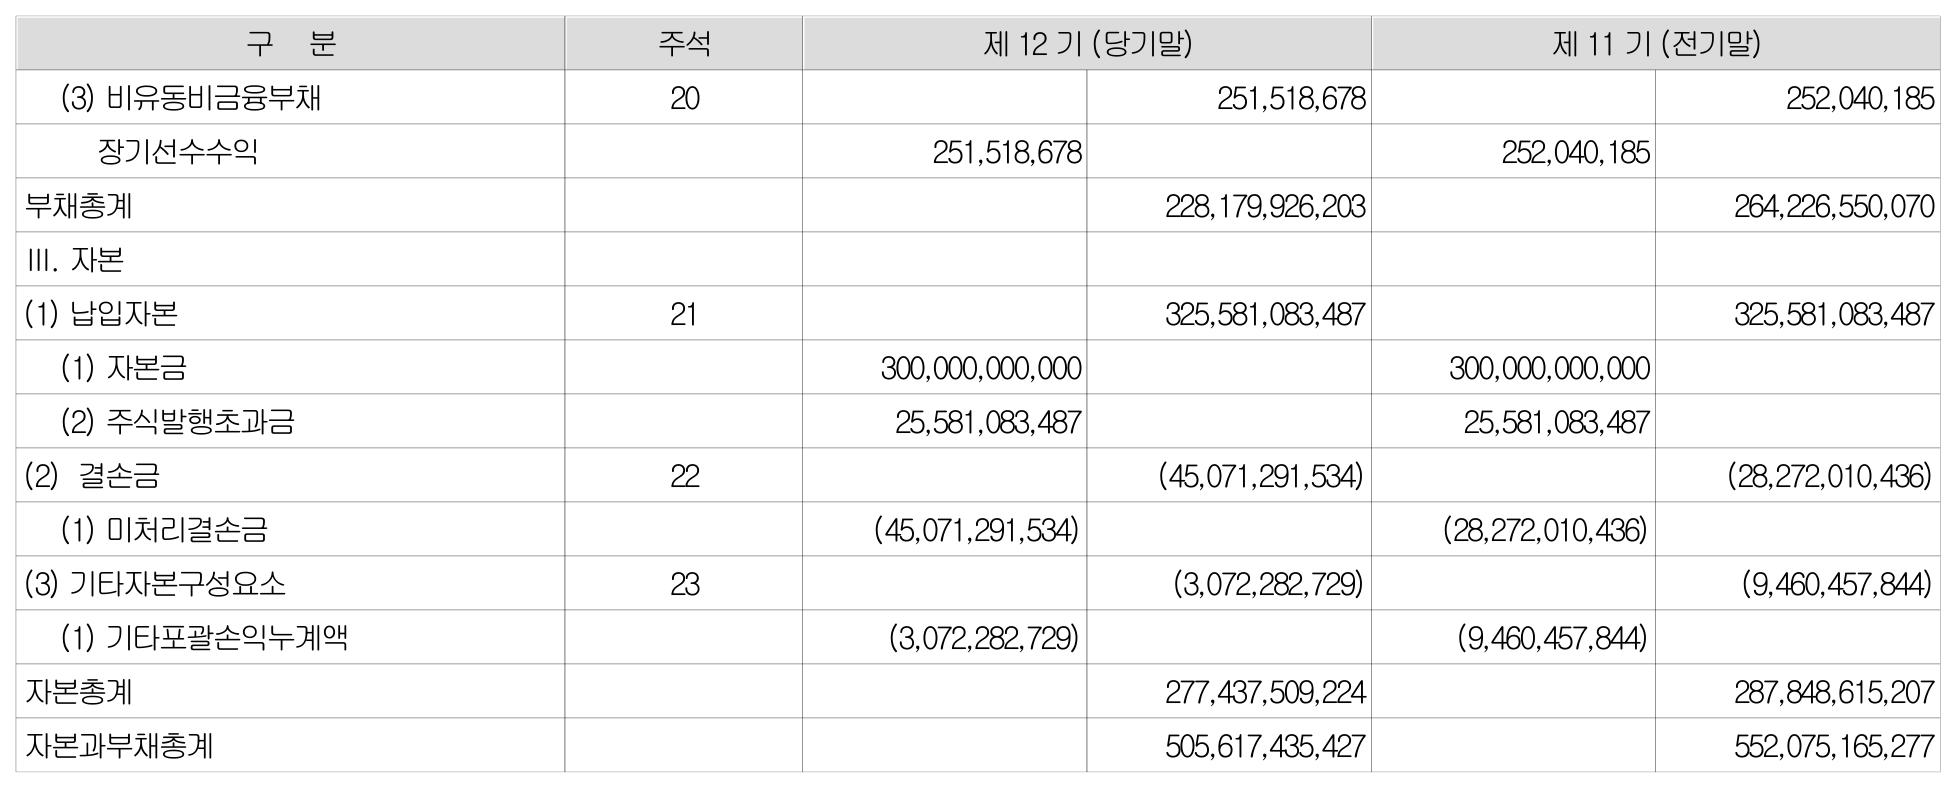 구 분 주석 제 12 기 (당기말) 제 11 기 (전기말)
(3) 비유동비금융부채 20 251,518,678 252,040,185
장기선수수익 251,518,678 252,040,185
부채총계 228,179,926,203 264,226,550,070
Ⅲ. 자본
(1) 납입자본 21 325,581,083,487 325,581,083,487
(1) 자본금 300,000,000,000 300,000,000,000
(2) 주식발행초과금 25,581,083,487 25,581,083,487
(2) 결손금 22 (45,071,291,534) (28,272,010,436)
(1) 미처리결손금 (45,071,291,534) (28,272,010,436)
(3) 기타자본구성요소 23 (3,072,282,729) (9,460,457,844)
(1) 기타포괄손익누계액 (3,072,282,729) (9,460,457,844)
자본총계 277,437,509,224 287,848,615,207
자본과부채총계 505,617,435,427 552,075,165,277